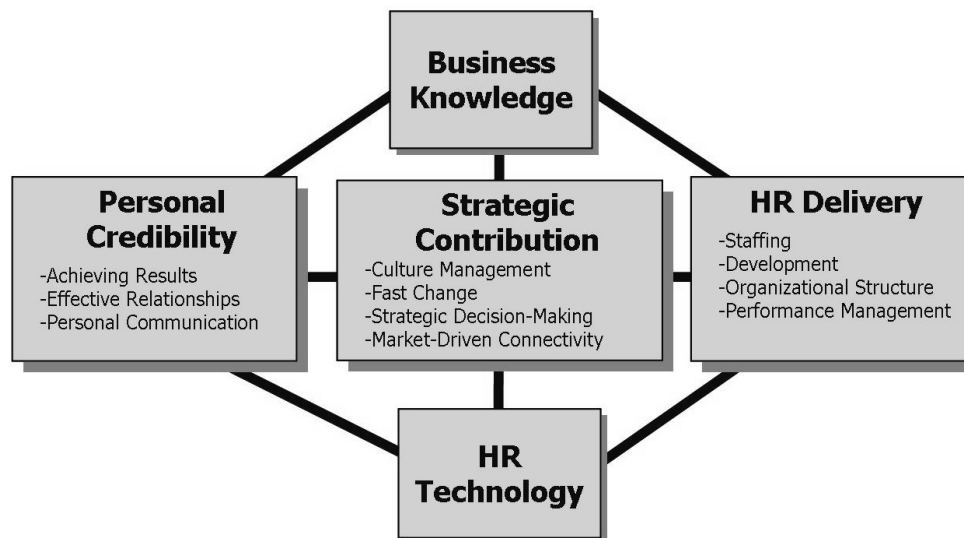 Business
Knowledge
Personal
Credibility
-Achieving Results
-Effective Relationships
-Personal Communication
Strategic
Contribution
-Culture Management
-Fast Change
-Strategic Decision-Making
-Market-Driven Connectivity
HR Delivery
-Staffing
-Development
-Organizational Structure
-Performance Management
HR
Technology